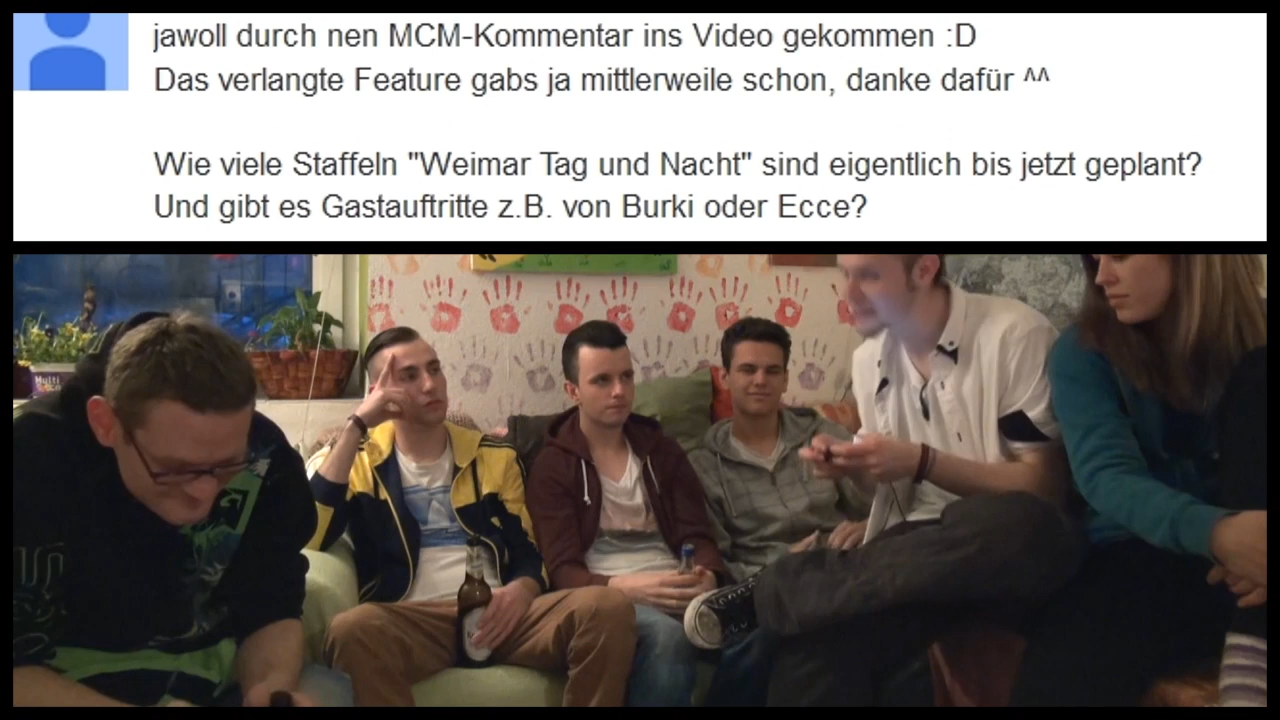 jawoll durch nen MCM-Kommentar ins Video gekommen :D
Das verlangte Feature gabs ja mittlerweile schon, danke dafür ^^
Wie viele Staffeln "Weimar Tag und Nacht" sind eigentlich bis jetzt geplant?
Und gibt es Gastauftritte z.B. von Burki oder Ecce?
Multi